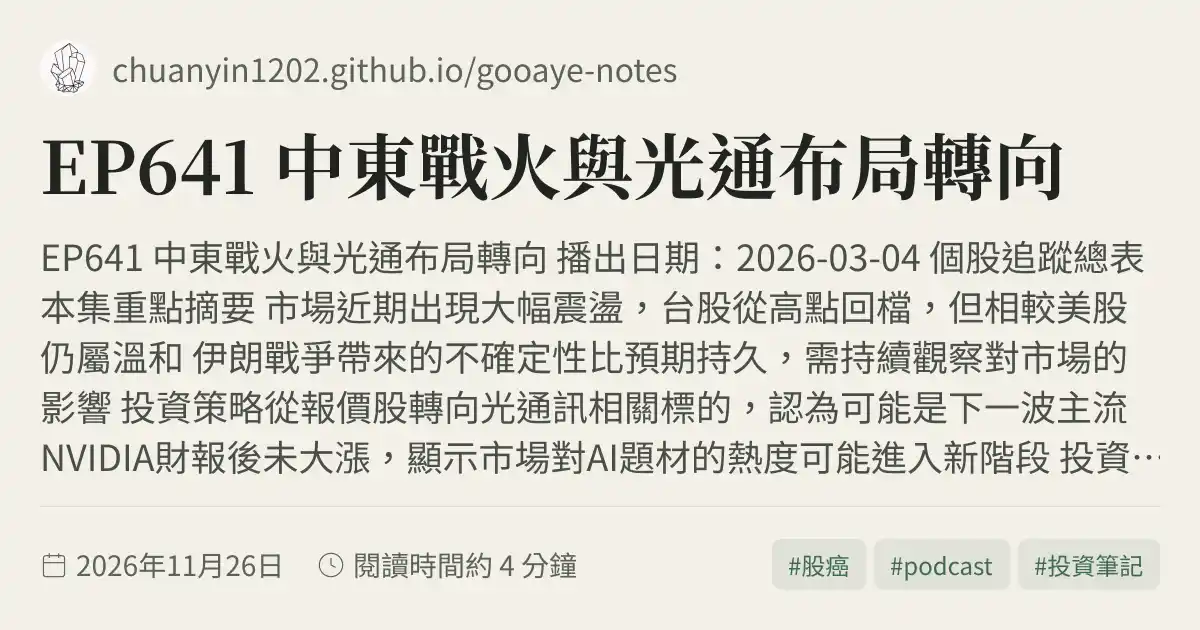 chuanyin1202.github.io/gooaye-notes
EP641 中東戰火與光通布局轉向
EP641 中東戰火與光通布局轉向 播出日期：2026-03-04 個股追蹤總表
本集重點摘要 市場近期出現大幅震盪，台股從高點回檔，但相較美股
仍屬溫和 伊朗戰爭帶來的不確定性比預期持久，需持續觀察對市場的
影響 投資策略從報價股轉向光通訊相關標的，認為可能是下一波主流
NVIDIA財報後未大漲，顯示市場對AI題材的熱度可能進入新階段 投資…
2026年11月26日 閱讀時間約 4 分鐘 #股癌 #podcast #投資筆記